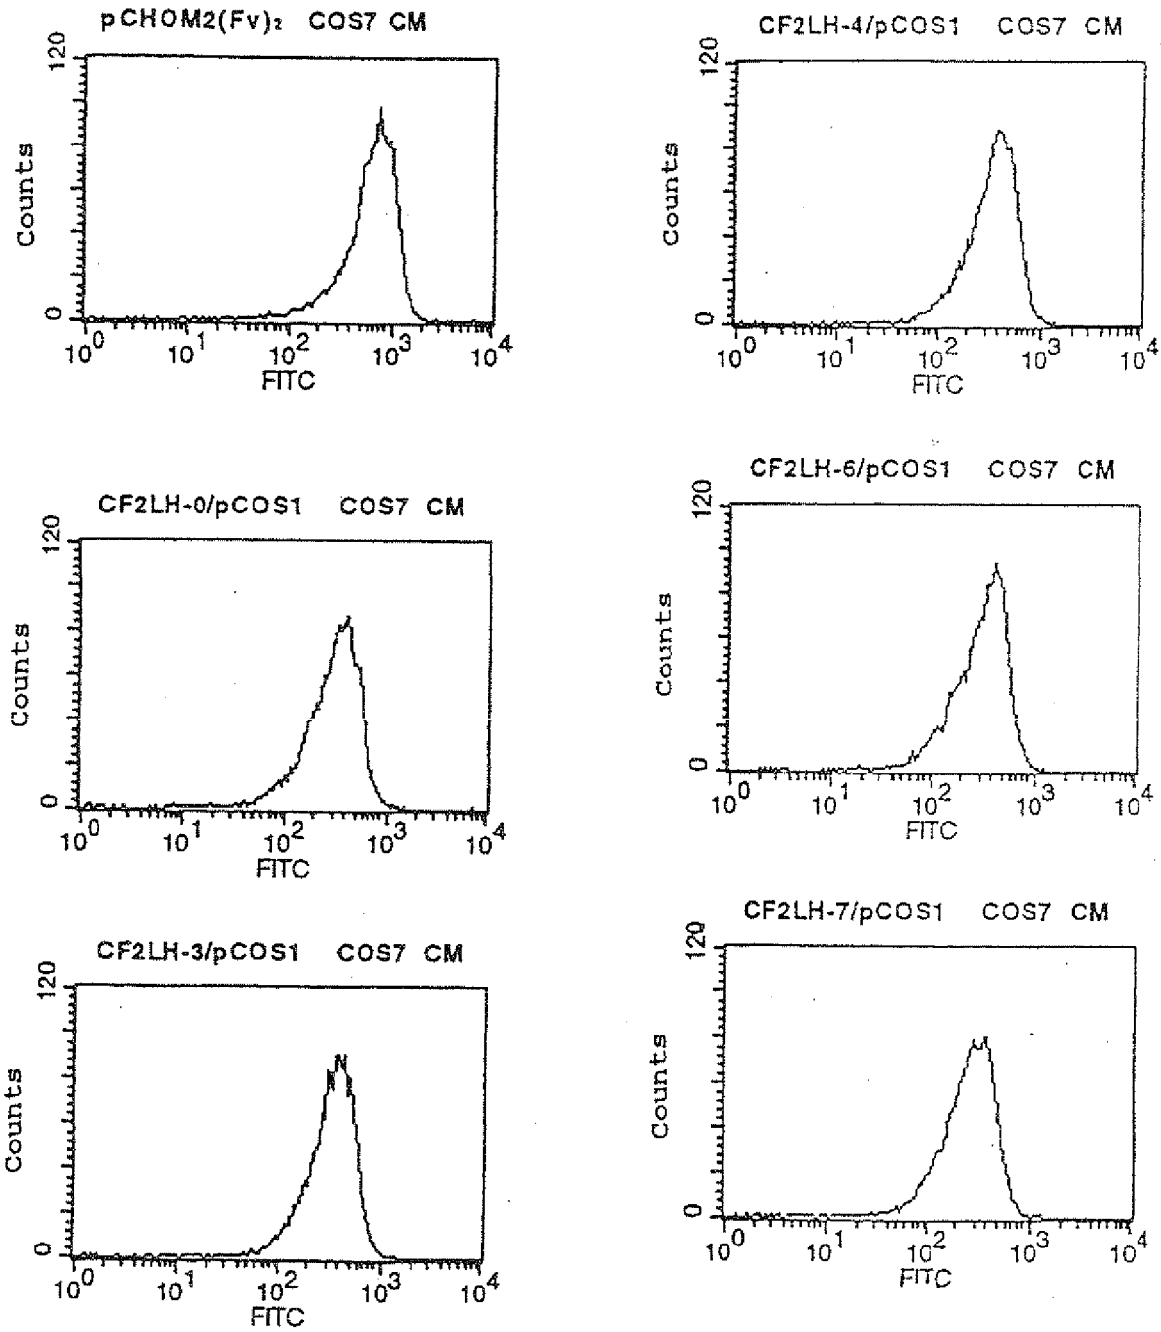 pCHOM2(Fv)₂ COS7 CM
120
Counts
0
10⁰ 10¹ 10² 10³ 10⁴
FITC
CF2LH-0/pCOS1 COS7 CM
120
Counts
0
10⁰ 10¹ 10² 10³ 10⁴
FITC
CF2LH-3/pCOS1 COS7 CM
120
Counts
0
10⁰ 10¹ 10² 10³ 10⁴
FITC
CF2LH-4/pCOS1 COS7 CM
120
Counts
0
10⁰ 10¹ 10² 10³ 10⁴
FITC
CF2LH-6/pCOS1 COS7 CM
120
Counts
0
10⁰ 10¹ 10² 10³ 10⁴
FITC
CF2LH-7/pCOS1 COS7 CM
120
Counts
0
10⁰ 10¹ 10² 10³ 10⁴
FITC